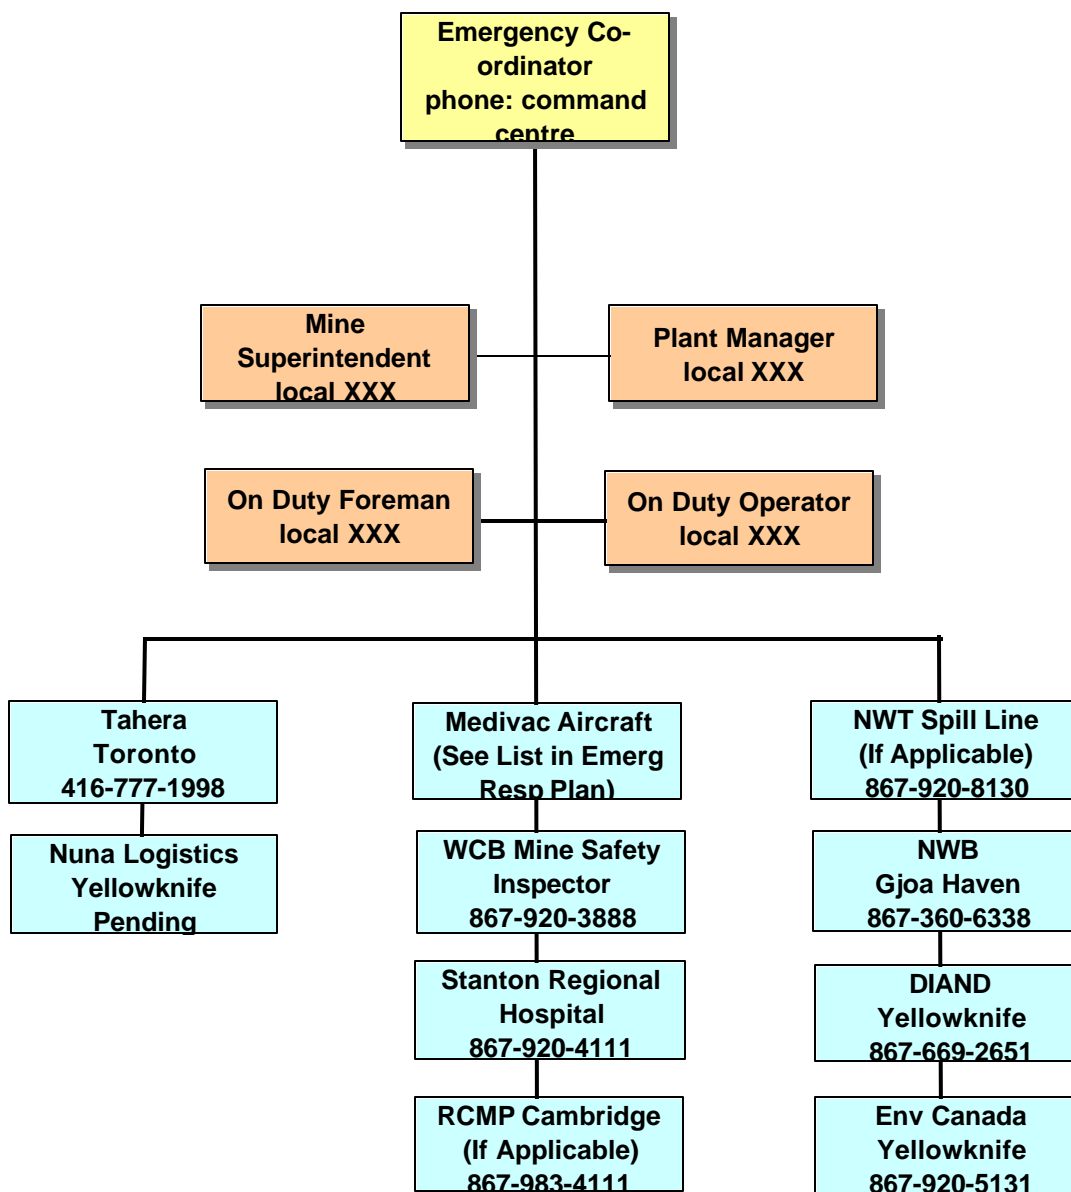 Emergency Co-
ordinator
phone: command
centre
Mine
Superintendent
local XXX
Plant Manager
local XXX
On Duty Foreman
local XXX
On Duty Operator
local XXX
Tahera
Toronto
416-777-1998
Nuna Logistics
Yellowknife
Pending
Medivac Aircraft
(See List in Emerg
Resp Plan)
WCB Mine Safety
Inspector
867-920-3888
Stanton Regional
Hospital
867-920-4111
RCMP Cambridge
(If Applicable)
867-983-4111
NWT Spill Line
(If Applicable)
867-920-8130
NWB
Gjoa Haven
867-360-6338
DIAND
Yellowknife
867-669-2651
Env Canada
Yellowknife
867-920-5131